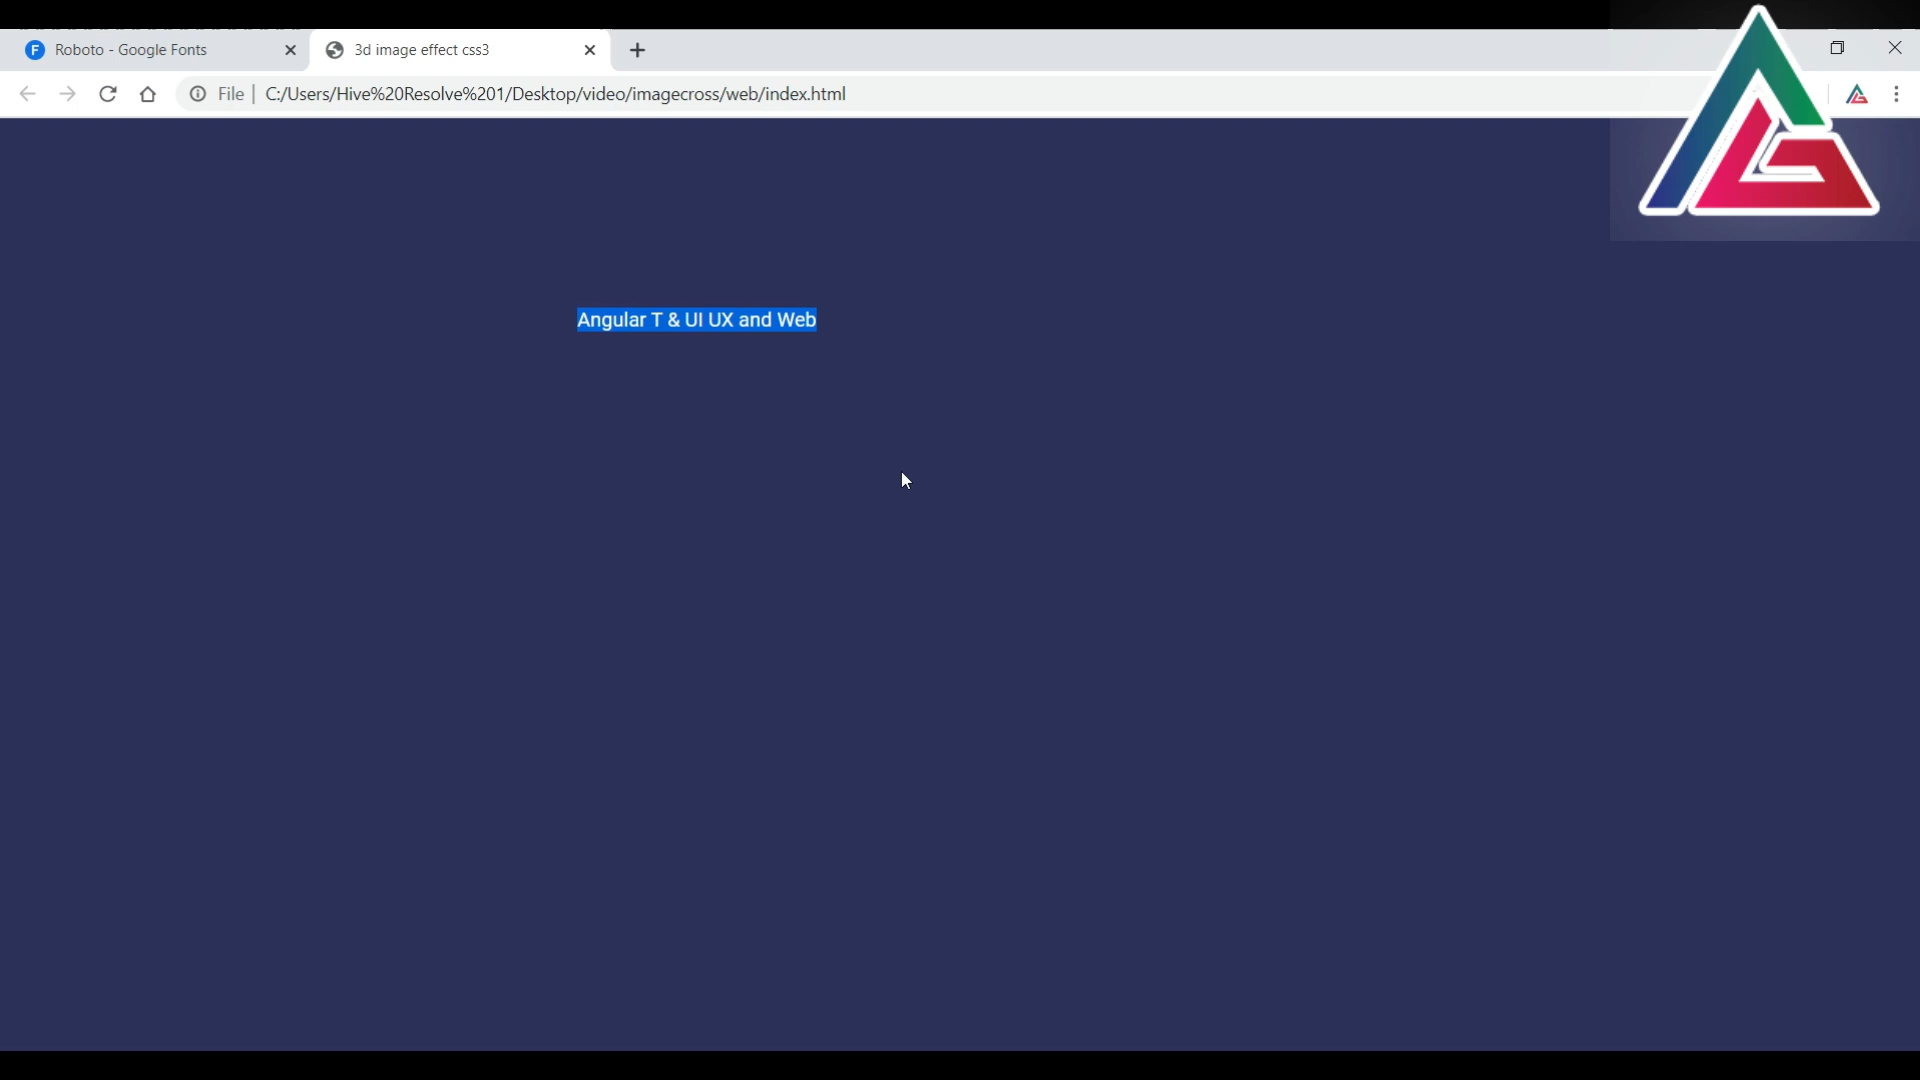 Roboto - Google Fonts
3d image effect css3
File
C:/Users/Hive%20Resolve%201/Desktop/video/imagecross/web/index.html
Angular T & UI UX and Web